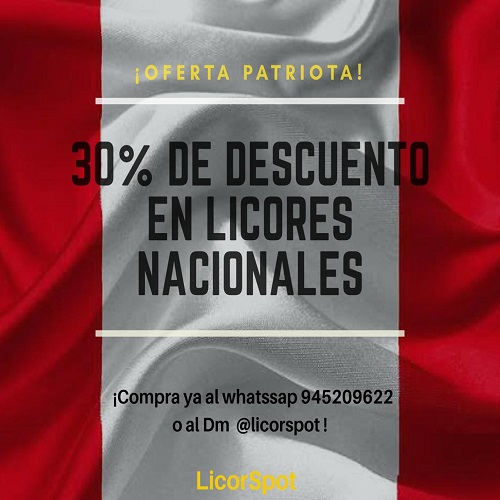 ¡OFERTA PATRIOTA!
30% DE DESCUENTO
EN LICORES
NACIONALES
¡Compra ya al whatssap 945209622
o al Dm @licorspot !
LicorSpot